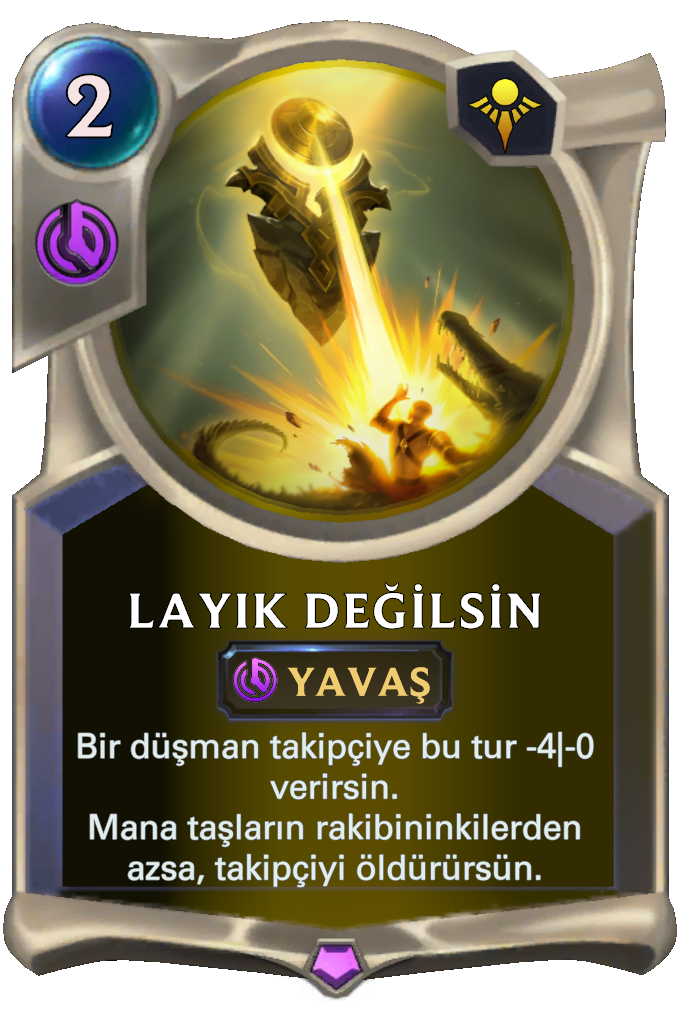 2
LAYIK DEĞİLSİN
YAVAŞ
Bir düşman takipçiye bu tur -4|-0
verirsin.
Mana taşların rakibininkilerden
azsa, takipçiyi öldürürsün.